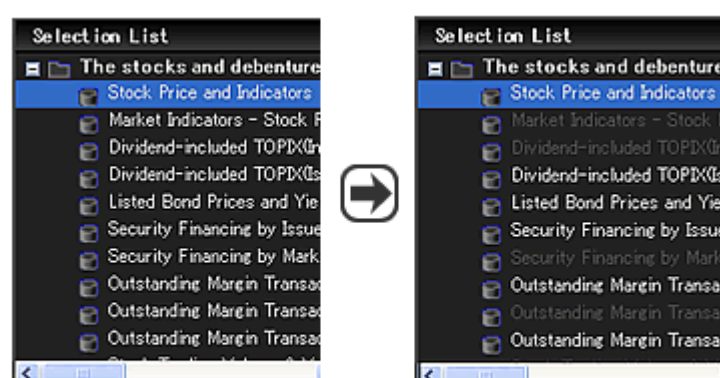 Selection List
The stocks and debenture
Stock Price and Indicators
Market Indicators - Stock P
Dividend-included TOPIX(In
Dividend-included TOPIX(Is
Listed Bond Prices and Yie
Security Financing by Issue
Security Financing by Mark
Outstanding Margin Transac
Outstanding Margin Transac
Outstanding Margin Transac
Selection List
The stocks and debenture
Stock Price and Indicators
Market Indicators - Stock
Dividend-included TOPIX(In
Dividend-included TOPIX(Is
Listed Bond Prices and Yie
Security Financing by Issue
Security Financing by Mark
Outstanding Margin Transa
Outstanding Margin Transa
Outstanding Margin Transa